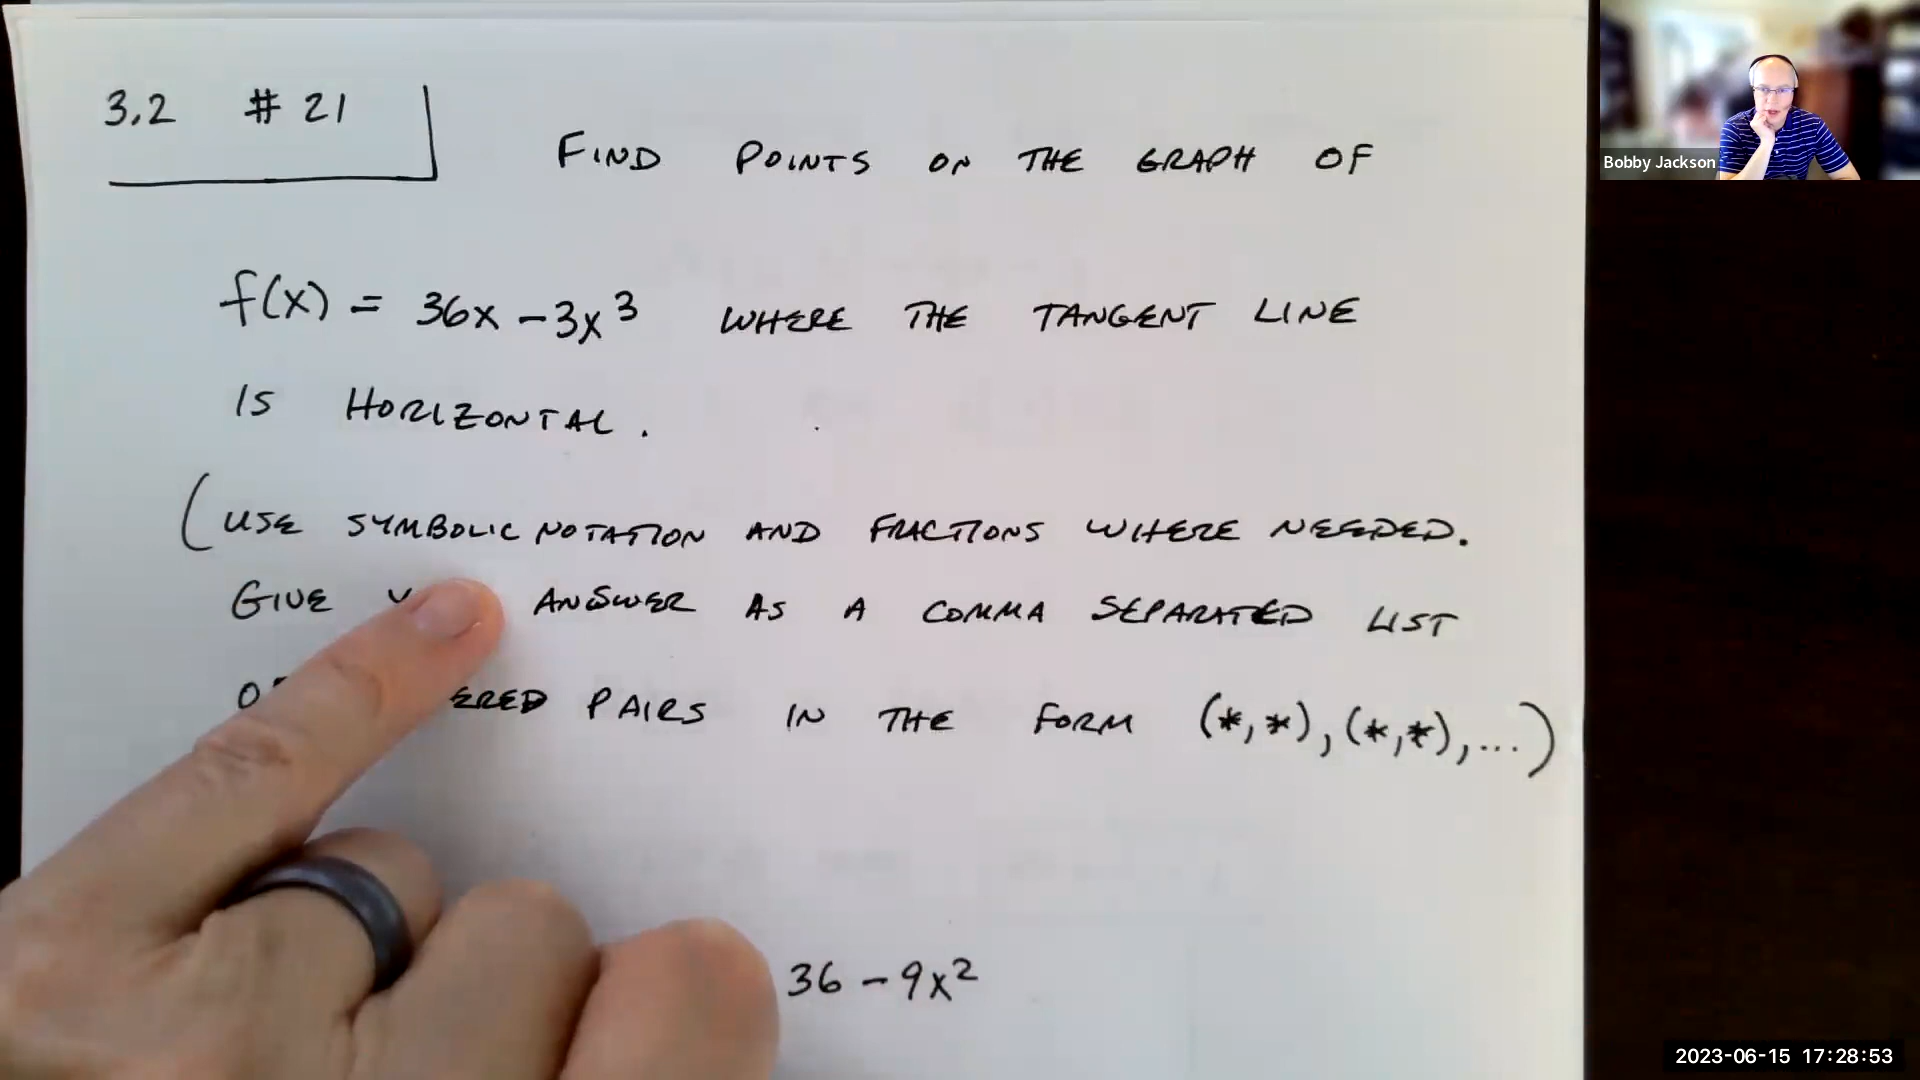 3.2 # 21
FIND POINTS ON THE GRAPH OF
f(x) = 36x - 3x³ WHERE THE TANGENT LINE
IS HORIZONTAL.
(USE SYMBOLIC NOTATION AND FRACTIONS WHERE NEEDED.
GIVE ANSWER AS A COMMA SEPARATED LIST
PAIRS IN THE FORM (*,*), (*,*), ...)
36 - 9x²
Bobby Jackson
2023-06-15 17:28:53